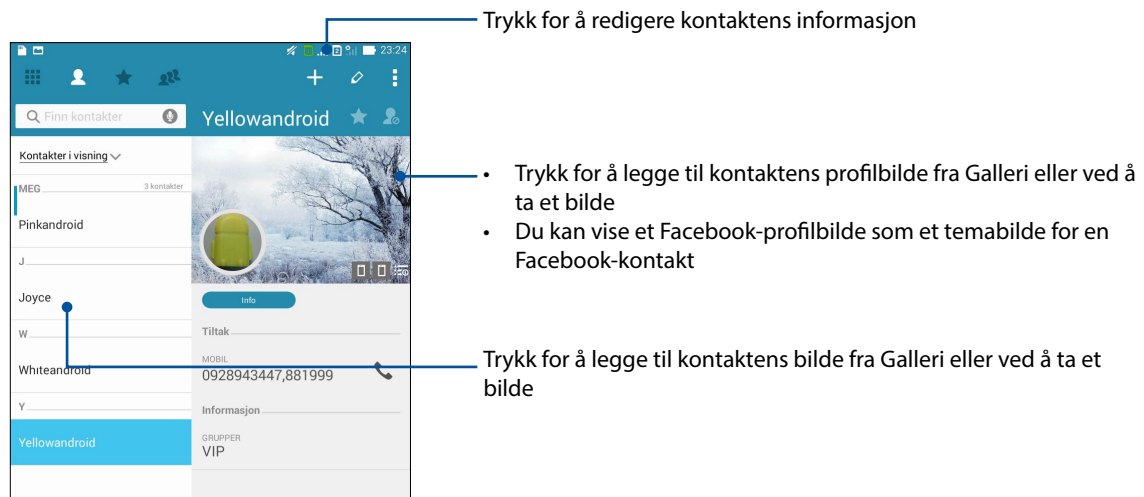 Trykk for å redigere kontaktens informasjon
23:24
Finn kontakter
Yellowandroid
Kontakter i visning
MEG
3 kontakter
Pinkandroid
J
Joyce
W
Whiteandroid
Y
Yellowandroid
Info
Tiltak
MOBIL
0928943447,881999
Informasjon
GRUPPER
VIP
• Trykk for å legge til kontaktens profilbilde fra Galleri eller ved å
ta et bilde
• Du kan vise et Facebook-profilbilde som et temabilde for en
Facebook-kontakt
Trykk for å legge til kontaktens bilde fra Galleri eller ved å ta et
bilde